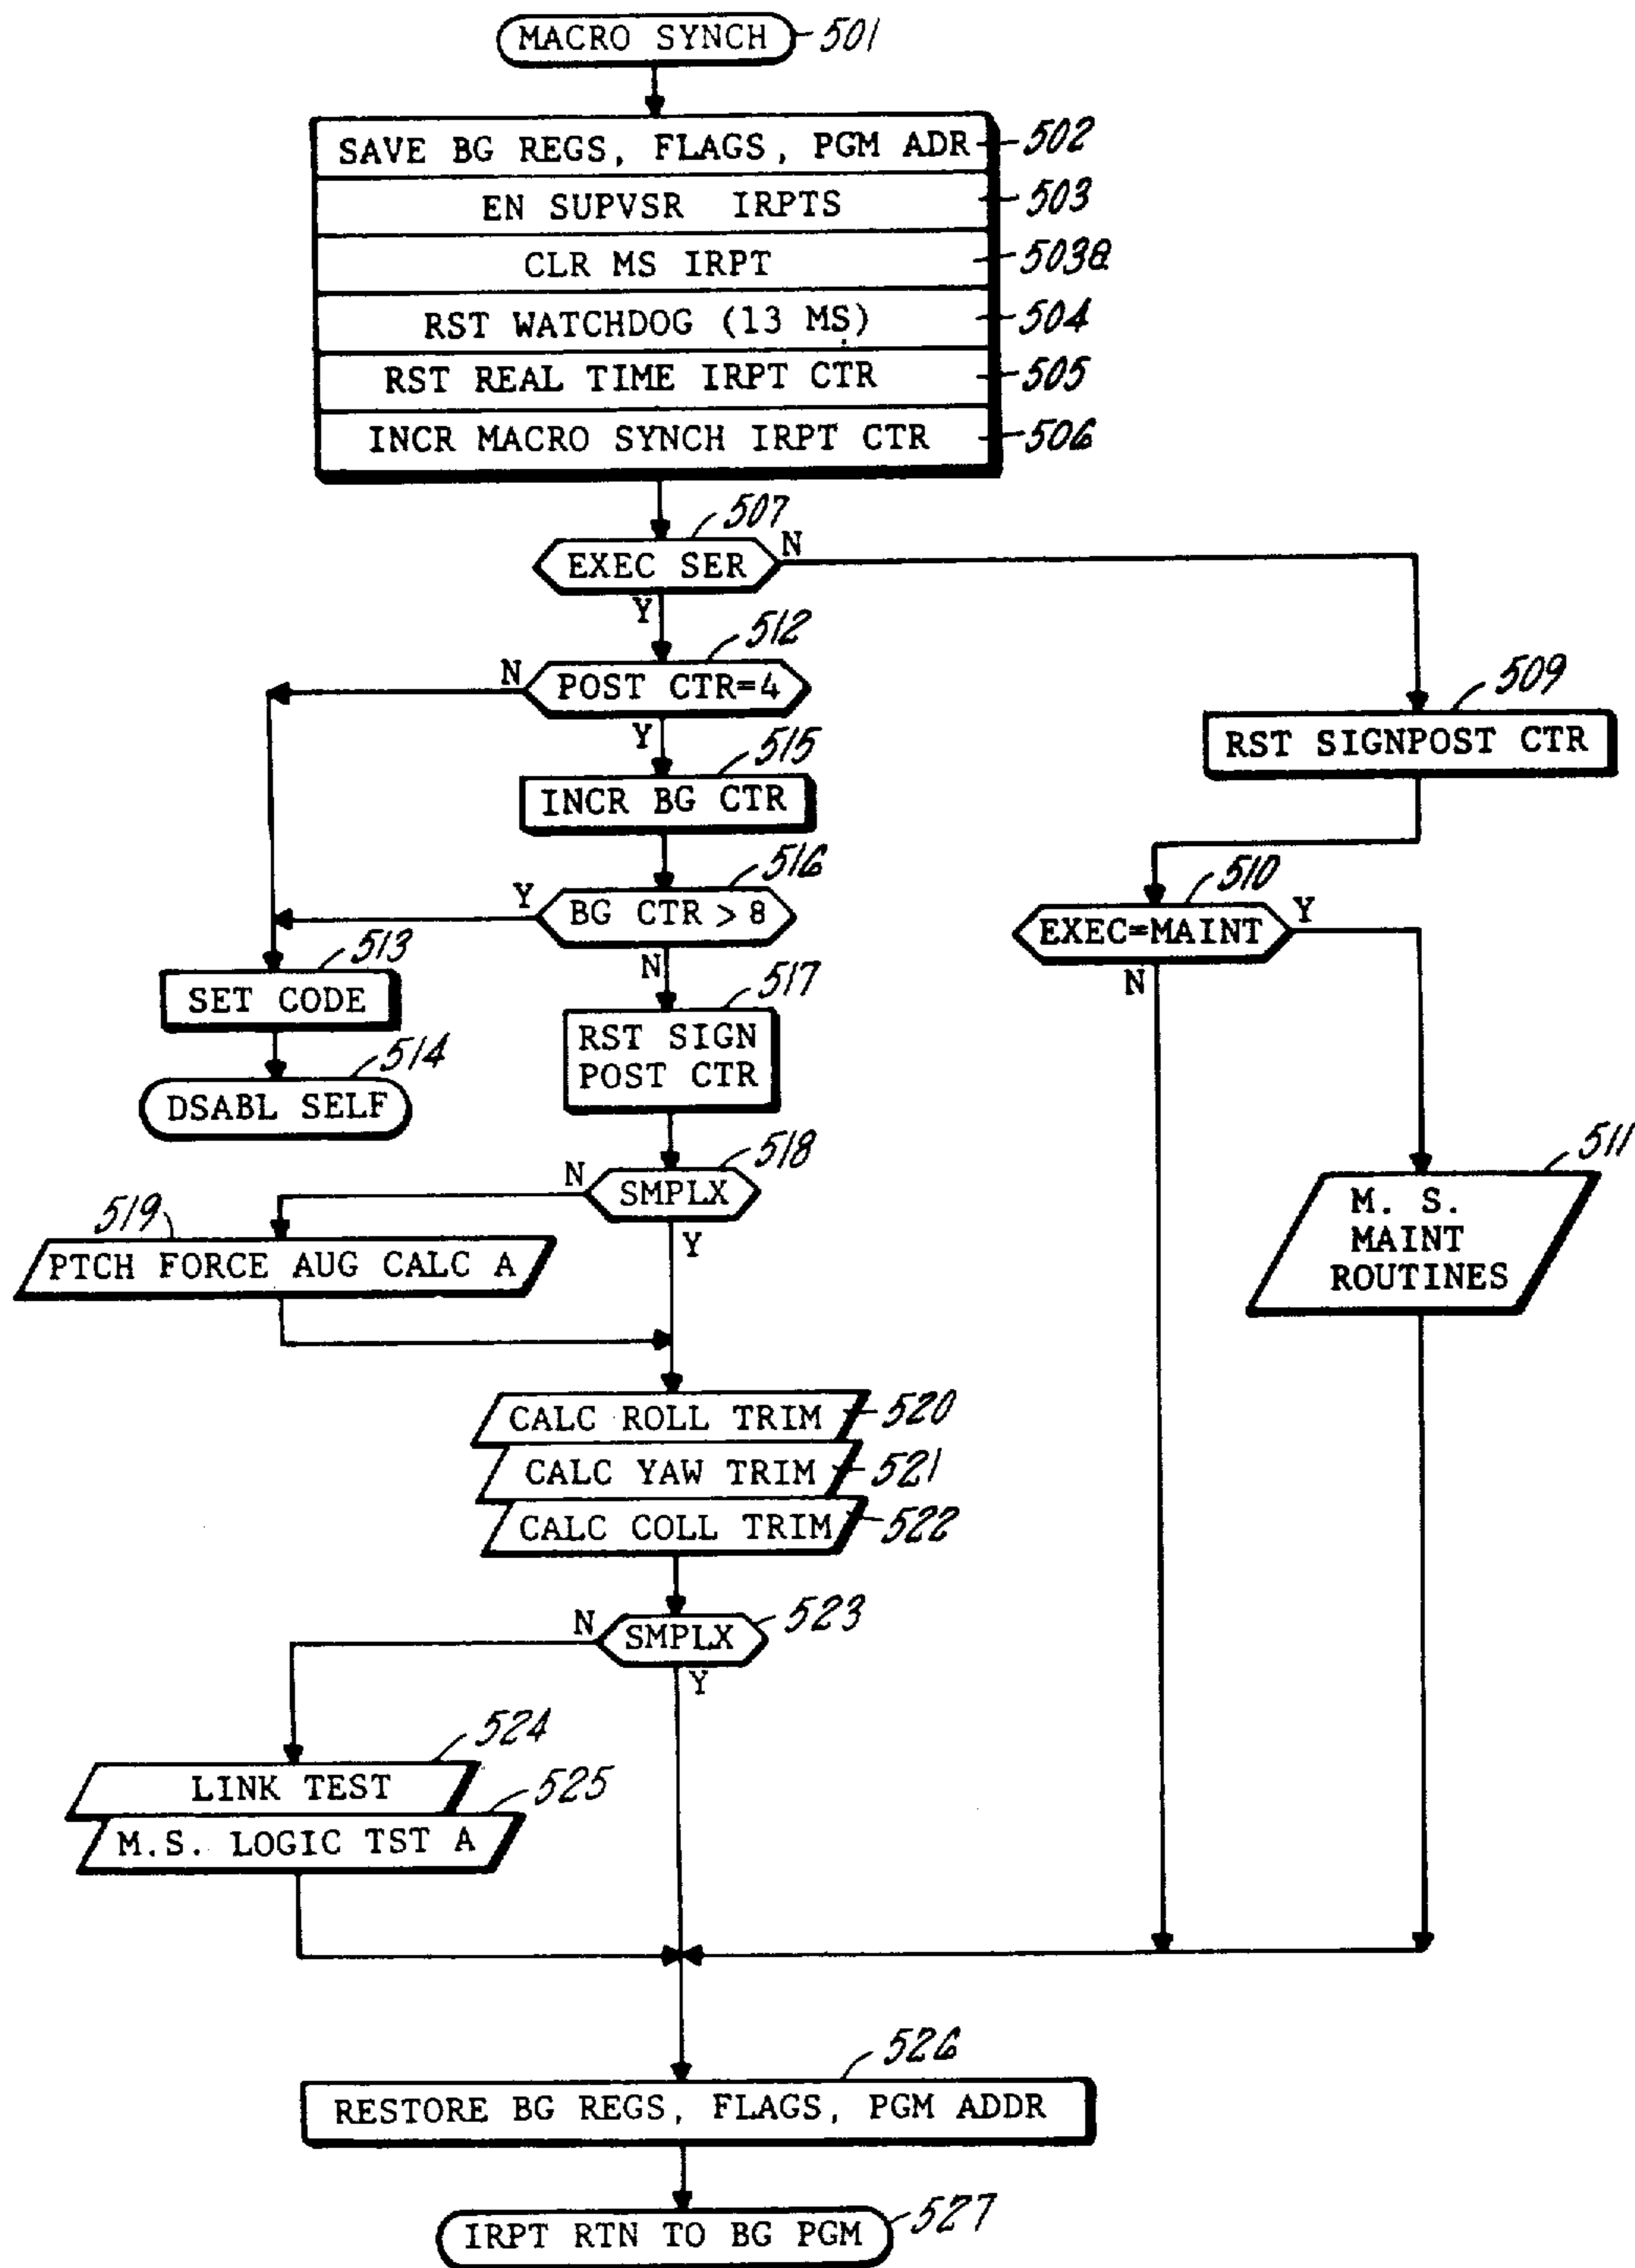 MACRO SYNCH 501
SAVE BG REGS, FLAGS, PGM ADR 502
EN SUPVSR IRPTS 503
CLR MS IRPT 503a
RST WATCHDOG (13 MS) 504
RST REAL TIME IRPT CTR 505
INCR MACRO SYNCH IRPT CTR 506
507
EXEC SER
N
Y
512
N
POST CTR=4
Y
509
RST SIGNPOST CTR
515
INCR BG CTR
516
Y
BG CTR > 8
N
510
EXEC=MAINT
Y
N
513
SET CODE
517
RST SIGN
POST CTR
514
DSABL SELF
518
N
SMPLX
Y
511
M. S.
MAINT
ROUTINES
519
PTCH FORCE AUG CALC A
CALC ROLL TRIM 520
CALC YAW TRIM 521
CALC COLL TRIM 522
523
N
SMPLX
Y
524
LINK TEST
525
M.S. LOGIC TST A
526
RESTORE BG REGS, FLAGS, PGM ADDR
IRPT RTN TO BG PGM 527